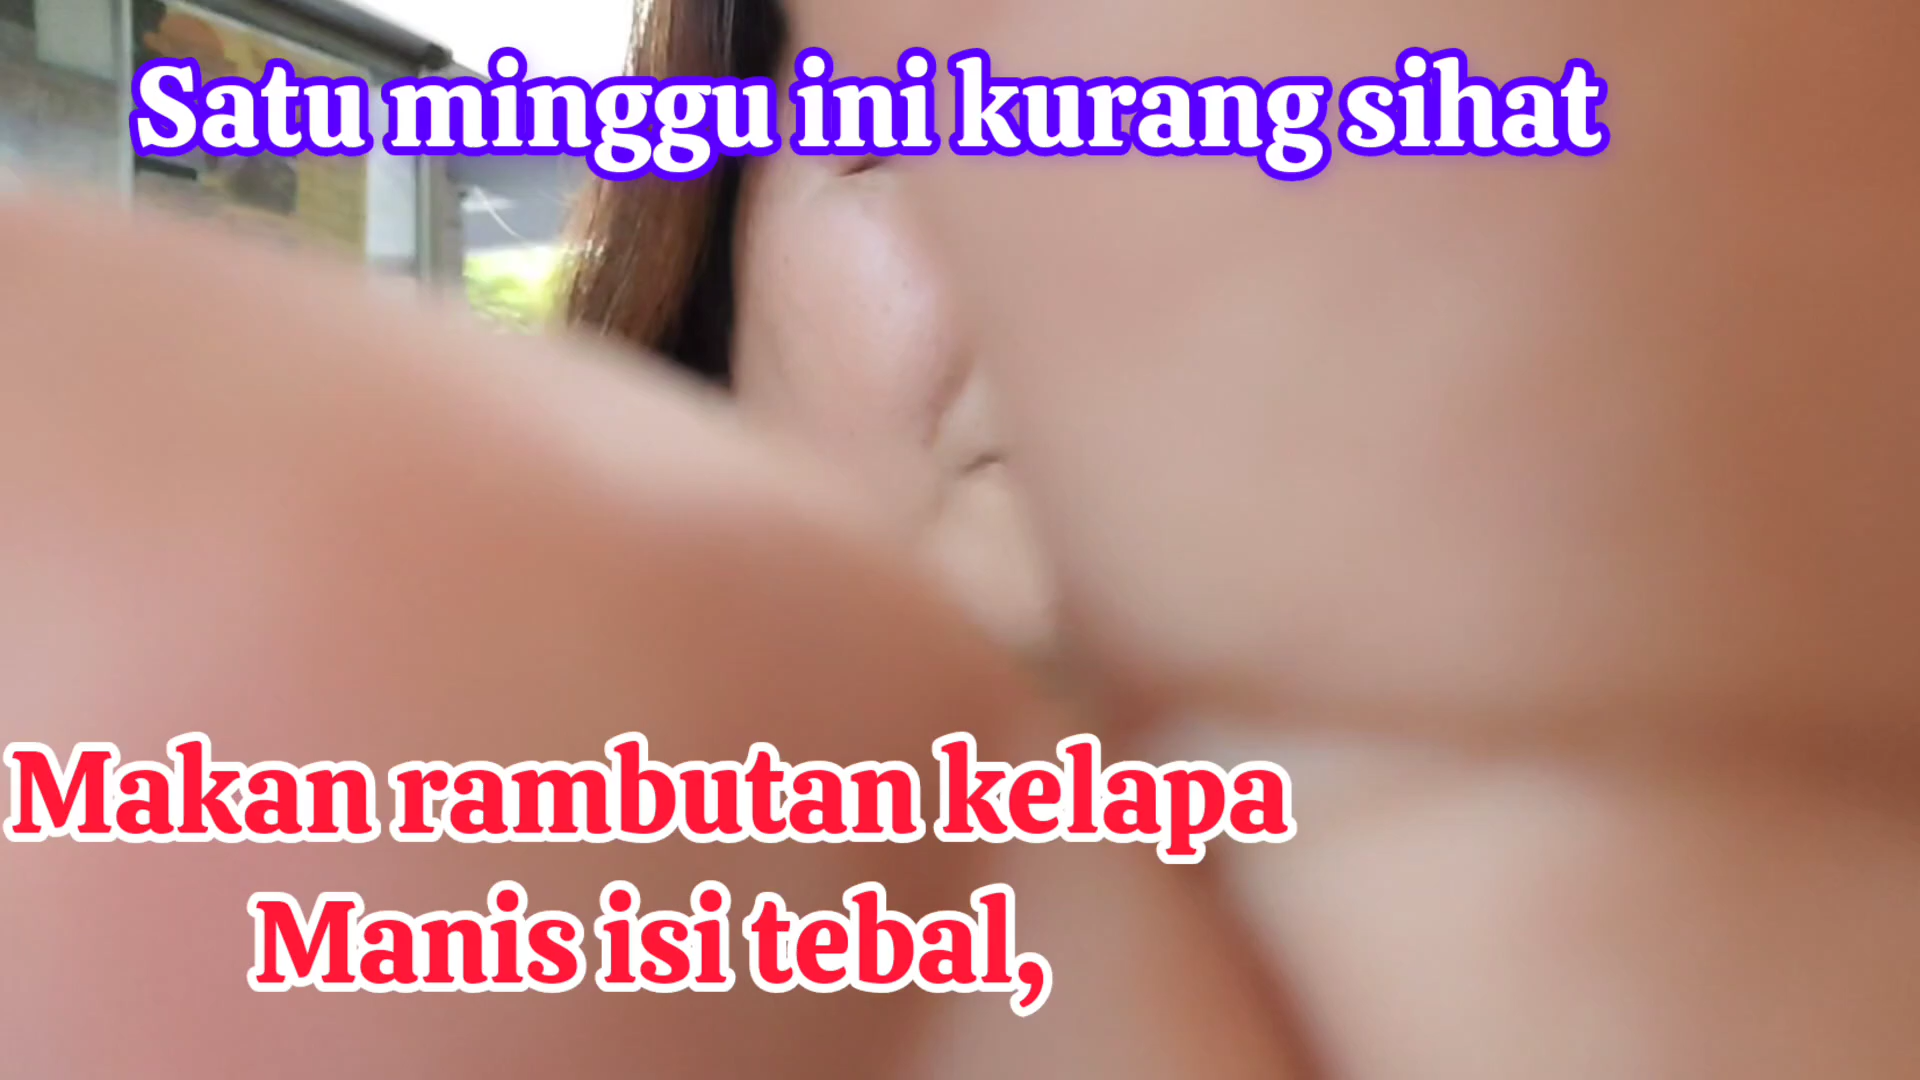 Satu minggu ini kurang sihat
Makan rambutan kelapa
Manis isi tebal,